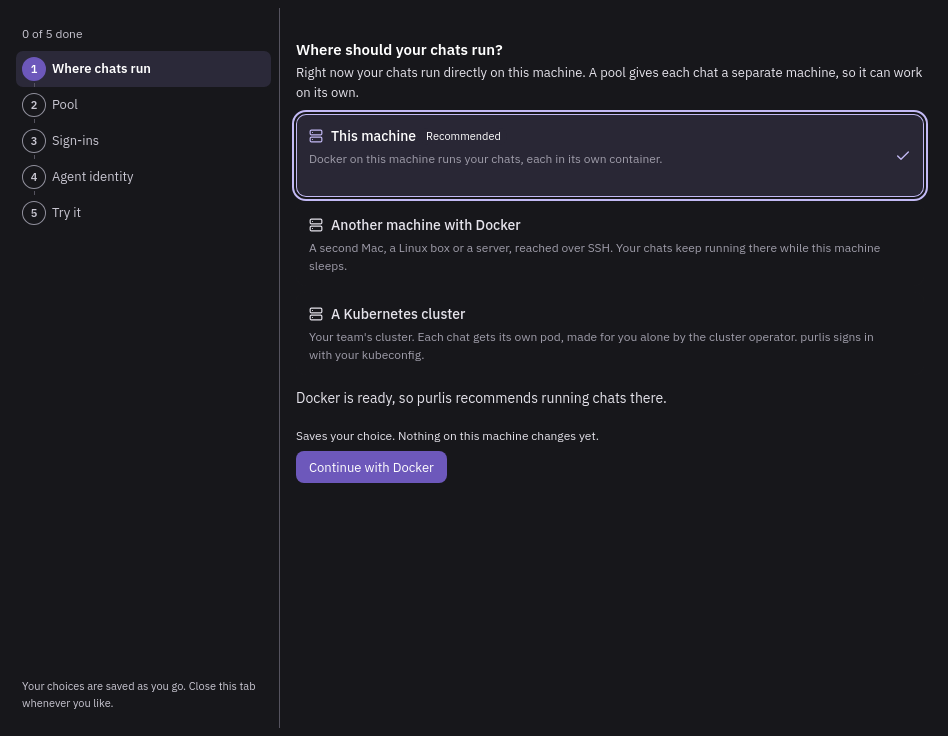 0 of 5 done
1 Where chats run
2 Pool
3 Sign-ins
4 Agent identity
5 Try it
Your choices are saved as you go. Close this tab
whenever you like.
Where should your chats run?
Right now your chats run directly on this machine. A pool gives each chat a separate machine, so it can work
on its own.
This machine Recommended
Docker on this machine runs your chats, each in its own container.
Another machine with Docker
A second Mac, a Linux box or a server, reached over SSH. Your chats keep running there while this machine
sleeps.
A Kubernetes cluster
Your team's cluster. Each chat gets its own pod, made for you alone by the cluster operator. purlis signs in
with your kubeconfig.
Docker is ready, so purlis recommends running chats there.
Saves your choice. Nothing on this machine changes yet.
Continue with Docker